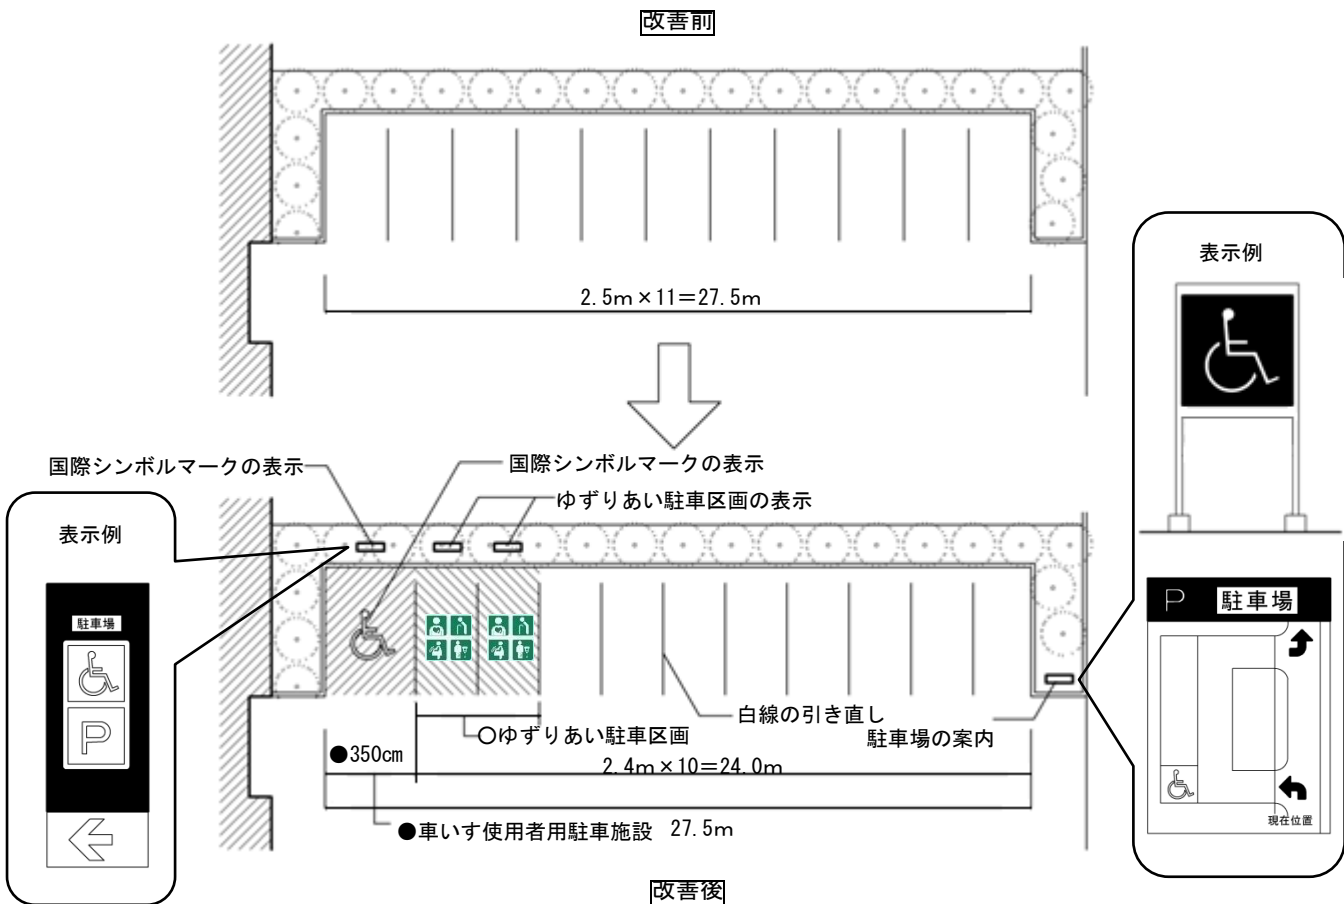 改善前
2.5m×11=27.5m
表示例
国際シンボルマークの表示
国際シンボルマークの表示
ゆずりあい駐車区画の表示
表示例
駐車場
P
P 駐車場
現在位置
白線の引き直し
駐車場の案内
○ゆずりあい駐車区画
●350cm
2.4m×10=24.0m
●車いす使用者用駐車施設 27.5m
改善後